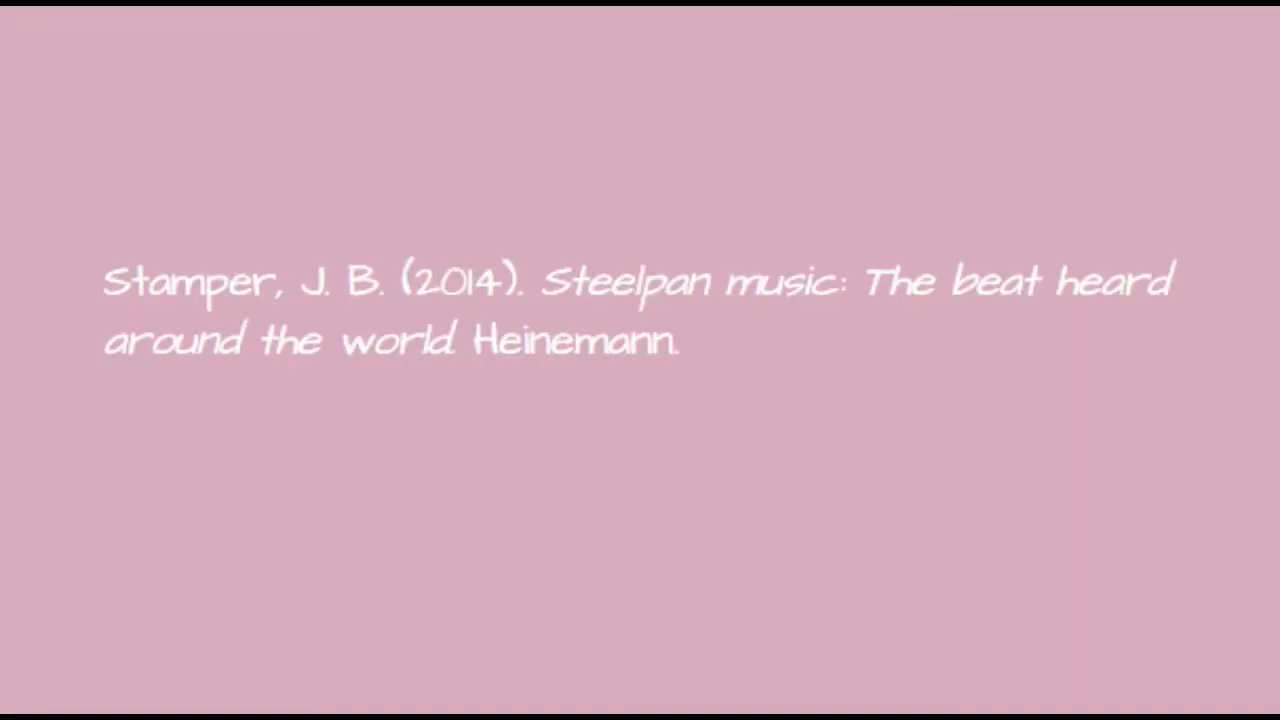 Stamper, J. B. (2014). Steelpan music: The beat heard
around the world. Heinemann.